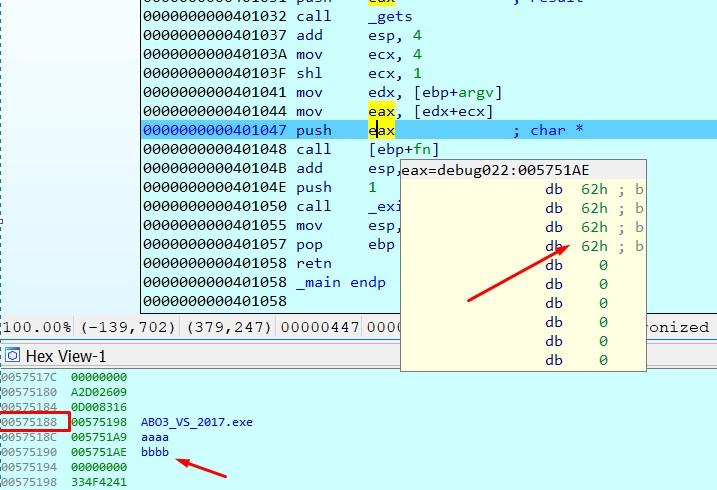 push    eax             ; result
0000000000401032 call    _gets
0000000000401037 add     esp, 4
000000000040103A mov     ecx, 4
000000000040103F shl     ecx, 1
0000000000401041 mov     edx, [ebp+argv]
0000000000401044 mov     eax, [edx+ecx]
0000000000401047 push    eax             ; char *
0000000000401048 call    [ebp+fn]
000000000040104B add     esp,
000000000040104E push    1
0000000000401050 call    _exi
0000000000401055 mov     esp,
0000000000401057 pop     ebp
0000000000401058 retn
0000000000401058 _main endp
0000000000401058
eax=debug022:005751AE
db  62h ; b
db  62h ; b
db  62h ; b
db  62h ; b
db    0
db    0
db    0
db    0
db    0
db    0
100.00% (-139,702) (379,247) 00000447 000 ronized
Hex View-1
0057517C 00000000
00575180 A2D02609
00575184 0D008316
00575188 00575198 ABO3_VS_2017.exe
0057518C 005751A9 aaaa
00575190 005751AE bbbb
00575194 00000000
00575198 334F4241